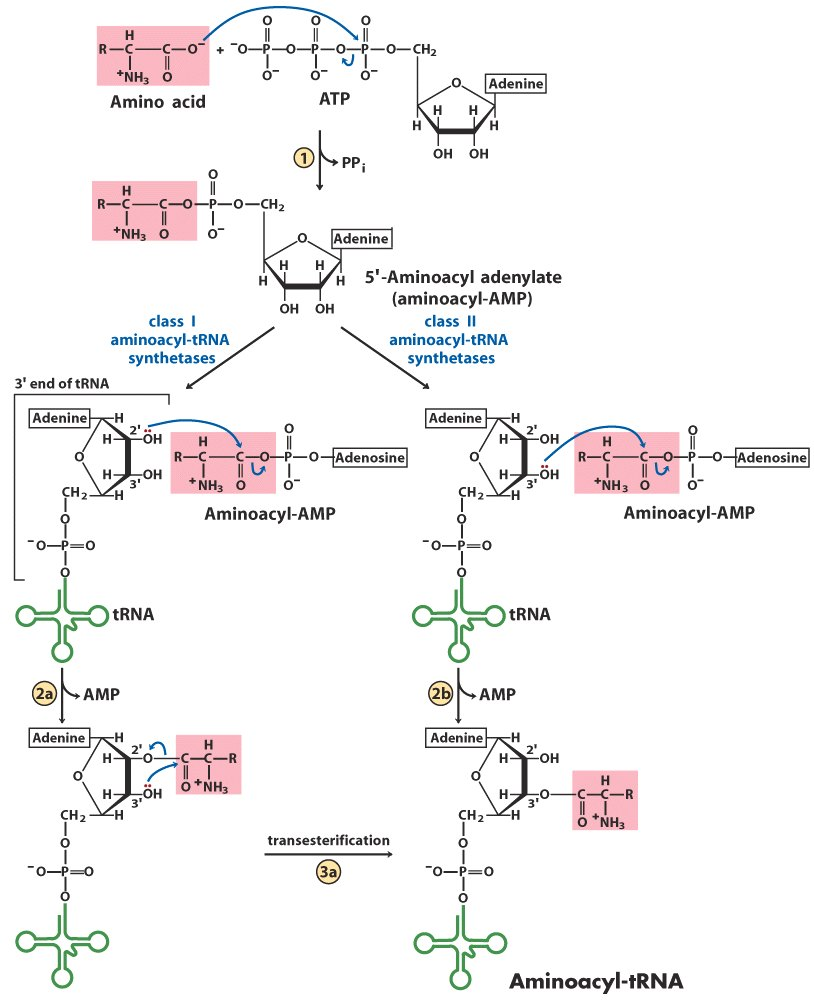 R—C—C—O⁻ + ⁻O—P—O—P—O—P—O—CH₂
H O O O
⁺NH₃ O O⁻ O⁻ O⁻
Amino acid
ATP
O Adenine
H H H H
OH OH
1 PPᵢ
H O
R—C—C—O—P—O—CH₂
⁺NH₃ O O⁻
O Adenine
H H H H
OH OH
5'-Aminoacyl adenylate
(aminoacyl-AMP)
class I
aminoacyl-tRNA
synthetases
class II
aminoacyl-tRNA
synthetases
3' end of tRNA
Adenine H
2'
H OH
O
H OH
3'
CH₂ H
O
⁻O—P=O
O
tRNA
H O
R—C—C—O—P—O—Adenosine
⁺NH₃ O O⁻
Aminoacyl-AMP
Adenine H
2'
H OH
O
H OH
3'
CH₂ H
O
⁻O—P=O
O
tRNA
H O
R—C—C—O—P—O—Adenosine
⁺NH₃ O O⁻
Aminoacyl-AMP
2a AMP
2b AMP
Adenine H
2' H
H O—C—C—R
O O ⁺NH₃
H OH
3'
CH₂ H
O
⁻O—P=O
O
transesterification
3a
Adenine H
2'
H OH
O H
H O—C—C—R
3' O ⁺NH₃
CH₂ H
O
⁻O—P=O
O
Aminoacyl-tRNA